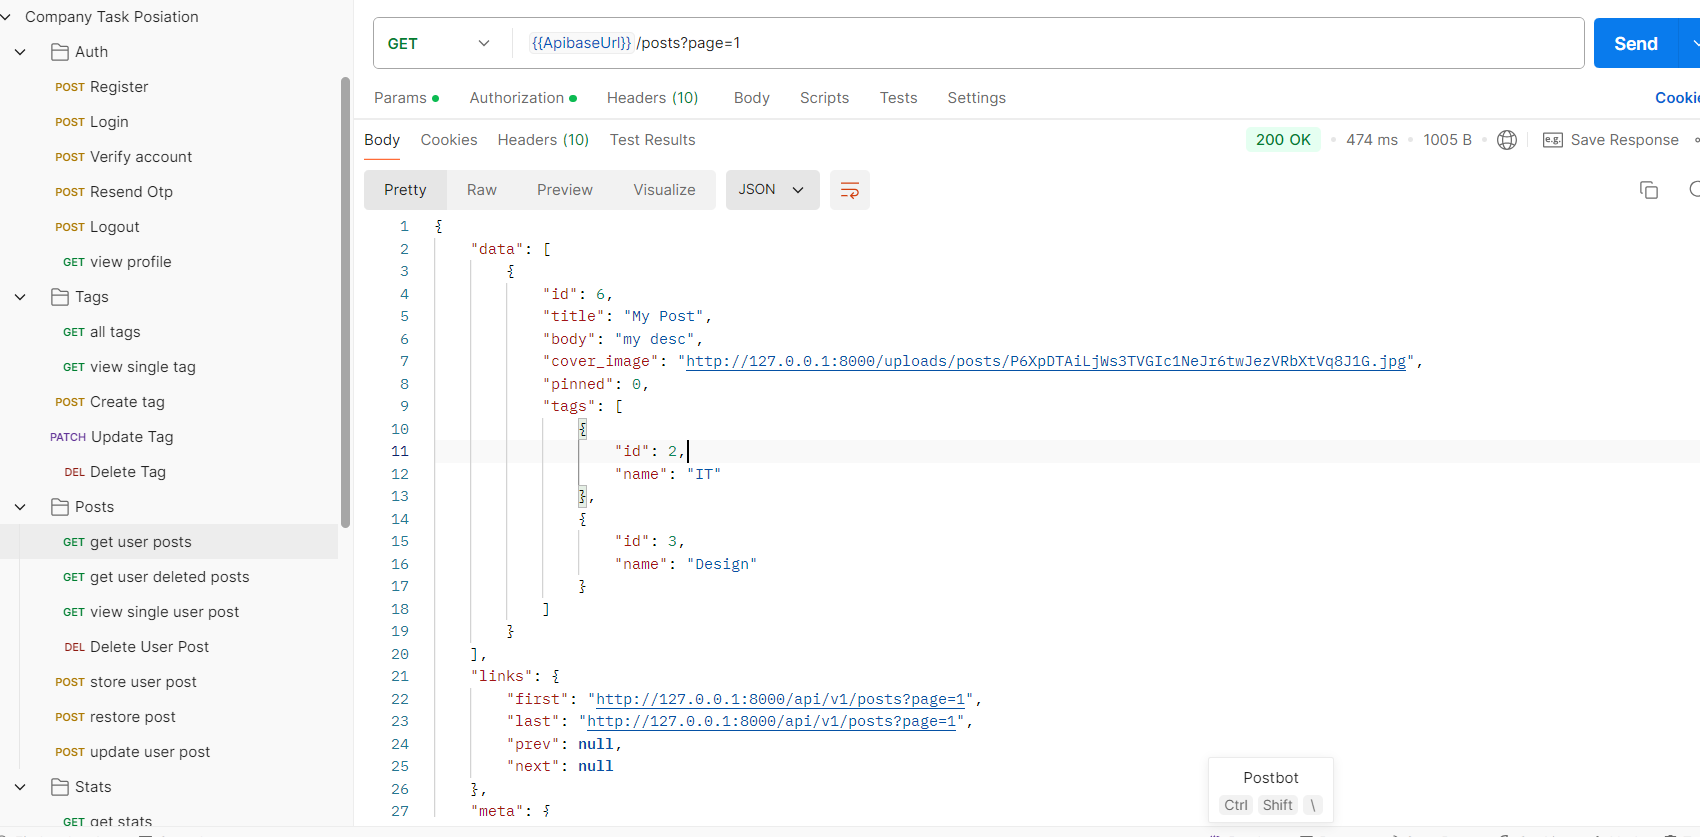 Company Task Posiation
Auth
POST Register
POST Login
POST Verify account
POST Resend Otp
POST Logout
GET view profile
Tags
GET all tags
GET view single tag
POST Create tag
PATCH Update Tag
DEL Delete Tag
Posts
GET get user posts
GET get user deleted posts
GET view single user post
DEL Delete User Post
POST store user post
POST restore post
POST update user post
Stats
GET get stats
GET {{ApibaseUrl}} /posts?page=1 Send
Params Authorization Headers (10) Body Scripts Tests Settings
Body Cookies Headers (10) Test Results 200 OK 474 ms 1005 B e.g. Save Response
Pretty Raw Preview Visualize JSON
1 {
2 "data": [
3 {
4 "id": 6,
5 "title": "My Post",
6 "body": "my desc",
7 "cover_image": "http://127.0.0.1:8000/uploads/posts/P6XpDTAiLjWs3TVGIc1NeJr6twJezVRbXtVq8J1G.jpg",
8 "pinned": 0,
9 "tags": [
10 {
11 "id": 2,
12 "name": "IT"
13 },
14 {
15 "id": 3,
16 "name": "Design"
17 }
18 ]
19 }
20 ],
21 "links": {
22 "first": "http://127.0.0.1:8000/api/v1/posts?page=1",
23 "last": "http://127.0.0.1:8000/api/v1/posts?page=1",
24 "prev": null,
25 "next": null
26 },
27 "meta": {
Postbot
Ctrl Shift \